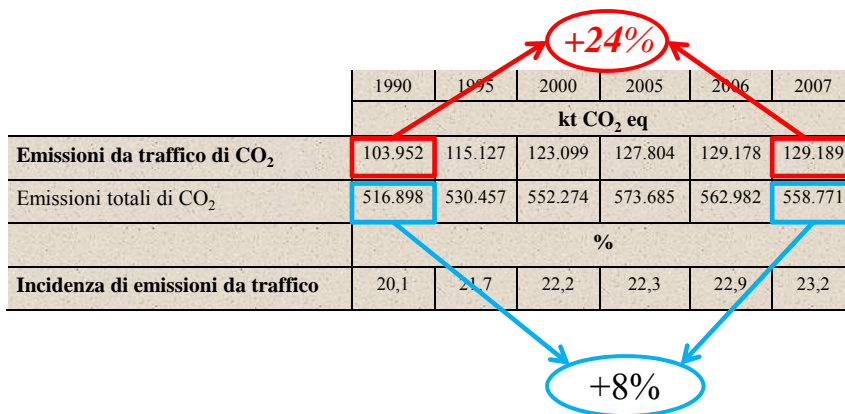 +24%
1990 1995 2000 2005 2006 2007
kt CO₂ eq
Emissioni da traffico di CO₂ 103.952 115.127 123.099 127.804 129.178 129.189
Emissioni totali di CO₂ 516.898 530.457 552.274 573.685 562.982 558.771
%
Incidenza di emissioni da traffico 20,1 21,7 22,2 22,3 22,9 23,2
+8%